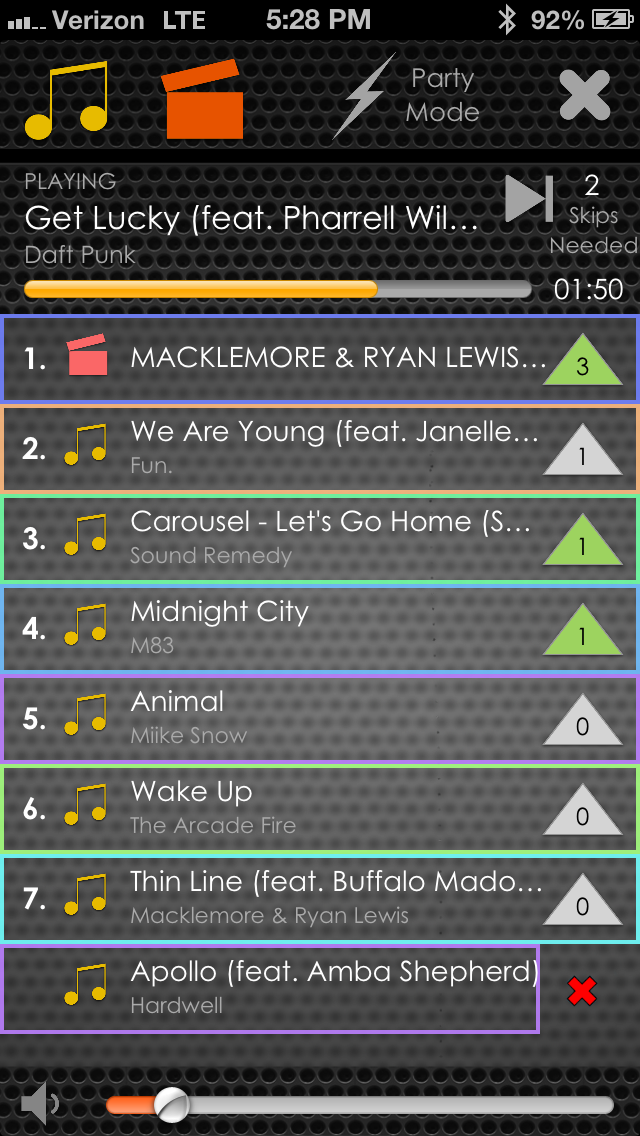 Verizon LTE 5:28 PM 92%
Party
Mode
PLAYING
Get Lucky (feat. Pharrell Wil...
Daft Punk
2
Skips
Needed
01:50
1. MACKLEMORE & RYAN LEWIS... 3
2. We Are Young (feat. Janelle... 1
Fun.
3. Carousel - Let's Go Home (S... 1
Sound Remedy
4. Midnight City 1
M83
5. Animal 0
Miike Snow
6. Wake Up 0
The Arcade Fire
7. Thin Line (feat. Buffalo Mado... 0
Macklemore & Ryan Lewis
Apollo (feat. Amba Shepherd)
Hardwell